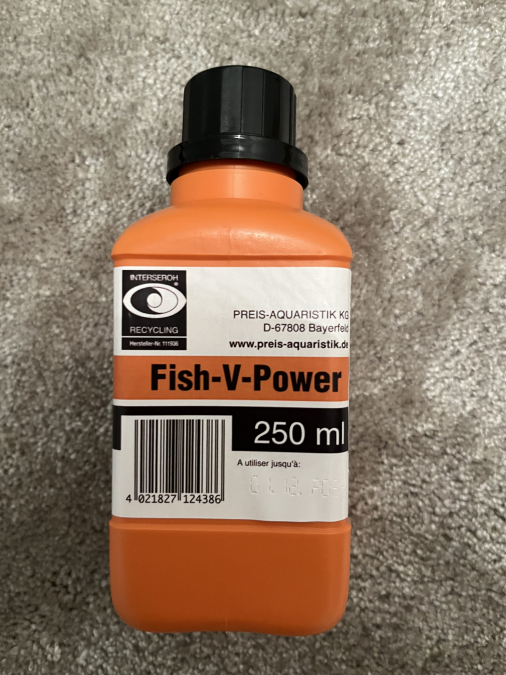 INTERSEROH
®
RECYCLING
Hersteller-Nr. 111936
PREIS-AQUARISTIK KG
D-67808 Bayerfeld
www.preis-aquaristik.de
Fish-V-Power
250 ml
A utiliser jusqu'à:
4 021827 124386